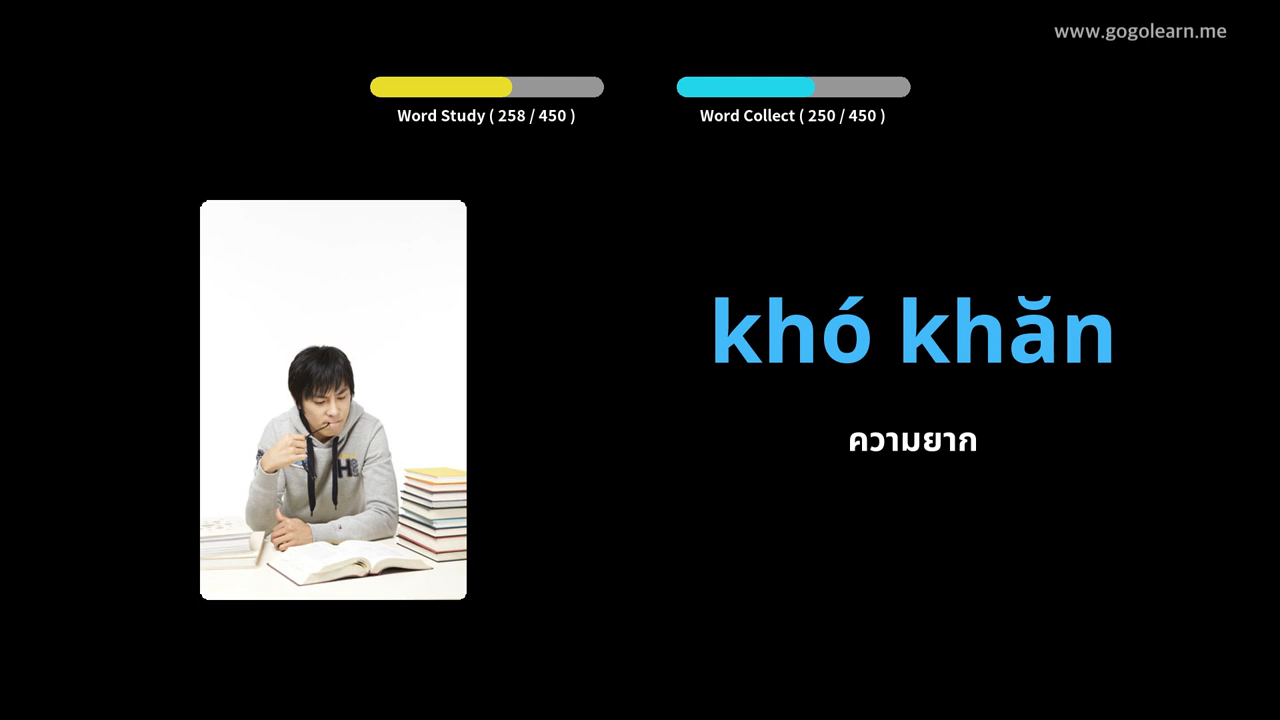 www.gogolearn.me
Word Study ( 258 / 450 )
Word Collect ( 250 / 450 )
khó khăn
ความยาก